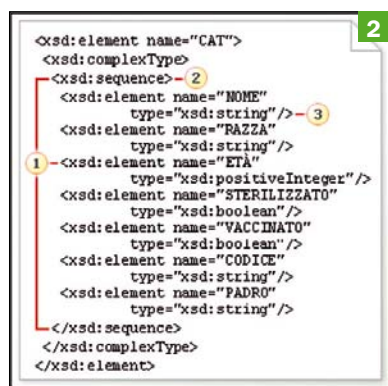 2
<xsd:element name="CAT">
<xsd:complexType>
<xsd:sequence> 2
<xsd:element name="NOME"
type="xsd:string"/> 3
<xsd:element name="RAZZA"
type="xsd:string"/>
1 <xsd:element name="ETÀ"
type="xsd:positiveInteger"/>
<xsd:element name="STERILIZZATO"
type="xsd:boolean"/>
<xsd:element name="VACCINATO"
type="xsd:boolean"/>
<xsd:element name="CODICE"
type="xsd:string"/>
<xsd:element name="PADRO"
type="xsd:string"/>
</xsd:sequence>
</xsd:complexType>
</xsd:element>